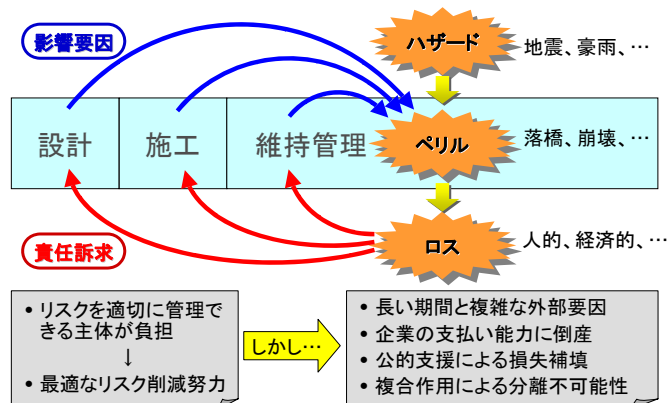 影響要因
ハザード
地震、豪雨、…
設計
施工
維持管理
ペリル
落橋、崩壊、…
責任訴求
ロス
人的、経済的、…
• リスクを適切に管理で
きる主体が負担
↓
• 最適なリスク削減努力
しかし…
• 長い期間と複雑な外部要因
• 企業の支払い能力に倒産
• 公的支援による損失補填
• 複合作用による分離不可能性